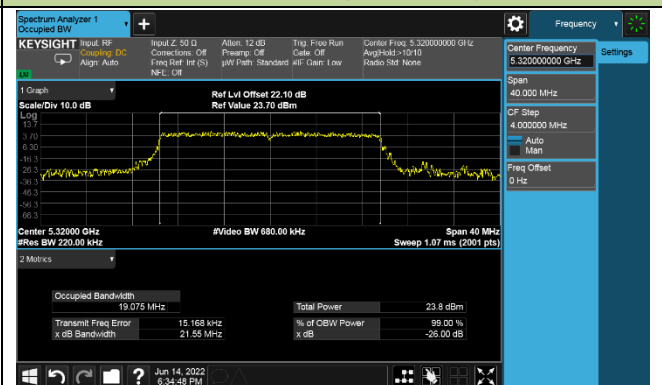 Spectrum Analyzer 1
Occupied BW
+
Frequency
KEYSIGHT
Input: RF
Coupling: DC
Align: Auto
Input Z: 50 Ω
Corrections: Off
Freq Ref: Int (S)
NFE: Off
Atten: 12 dB
Preamp: Off
µW Path: Standard
Trig: Free Run
Gate: Off
#IF Gain: Low
Center Freq: 5.320000000 GHz
Avg|Hold:>10/10
Radio Std: None
LXI
Center Frequency
5.320000000 GHz
Settings
Span
40.000 MHz
CF Step
4.000000 MHz
Auto
Man
Freq Offset
0 Hz
1 Graph
Scale/Div 10.0 dB
Ref Lvl Offset 22.10 dB
Ref Value 23.70 dBm
Log
13.7
3.70
-6.30
-16.3
-26.3
-36.3
-46.3
-56.3
-66.3
Center 5.32000 GHz
#Video BW 680.00 kHz
Span 40 MHz
#Res BW 220.00 kHz
Sweep 1.07 ms (2001 pts)
2 Metrics
Occupied Bandwidth
19.075 MHz
Total Power 23.8 dBm
Transmit Freq Error 15.168 kHz
% of OBW Power 99.00 %
x dB Bandwidth 21.55 MHz
x dB -26.00 dB
?
Jun 14, 2022
6:34:48 PM